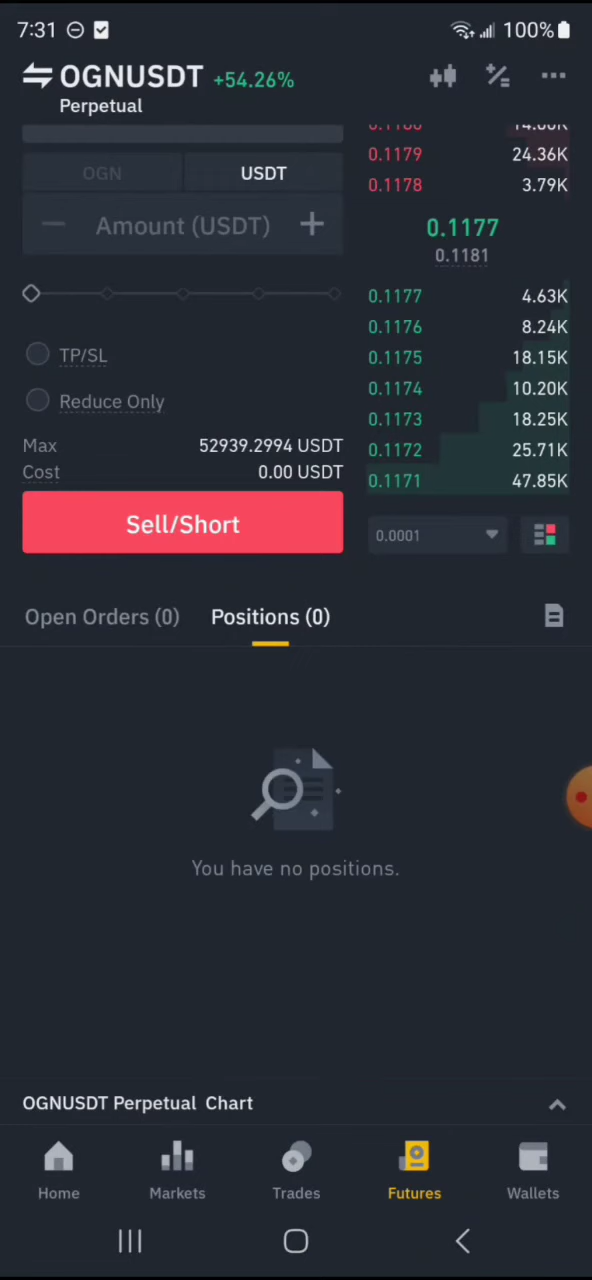 7:31
100%
OGNUSDT +54.26%
Perpetual
OGN
USDT
Amount (USDT)
TP/SL
Reduce Only
Max 52939.2994 USDT
Cost 0.00 USDT
Sell/Short
0.1179 24.36K
0.1178 3.79K
0.1177
0.1181
0.1177 4.63K
0.1176 8.24K
0.1175 18.15K
0.1174 10.20K
0.1173 18.25K
0.1172 25.71K
0.1171 47.85K
0.0001
Open Orders (0)
Positions (0)
You have no positions.
OGNUSDT Perpetual Chart
Home
Markets
Trades
Futures
Wallets